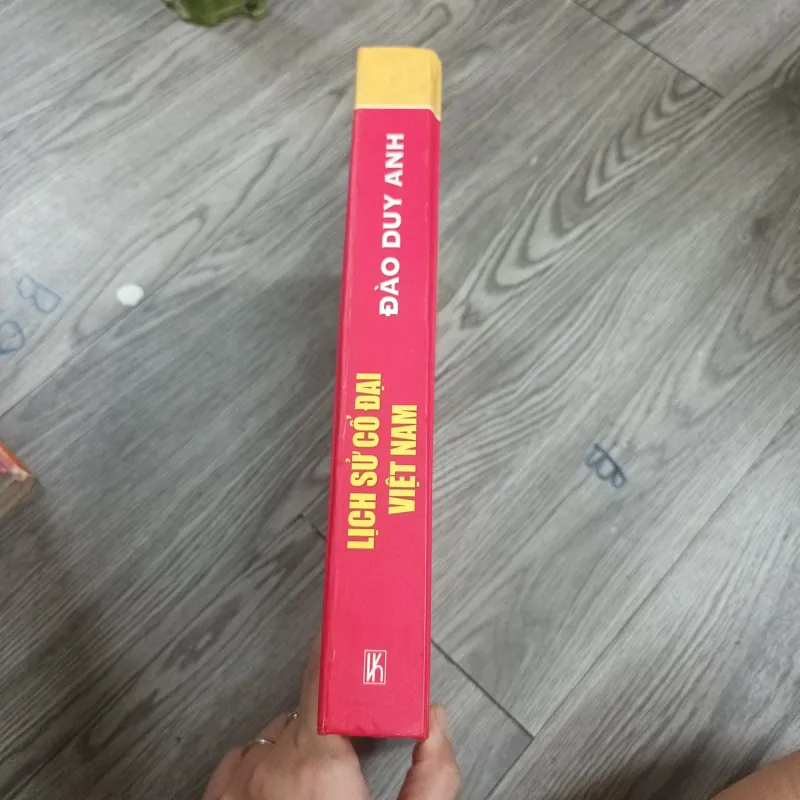 ĐÀO DUY ANH
LỊCH SỬ CỔ ĐẠI
VIỆT NAM